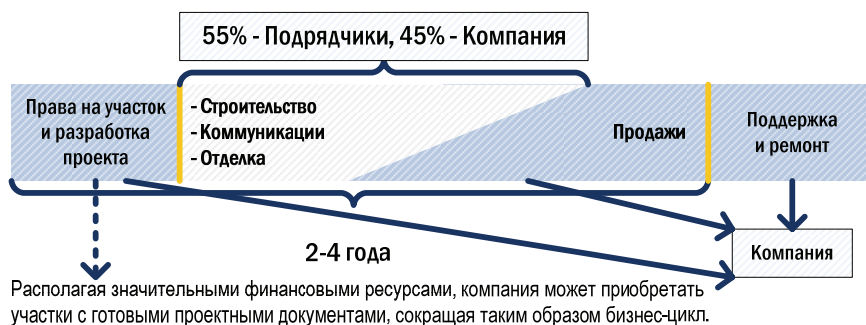 55% - Подрядчики, 45% - Компания
Права на участок
и разработка
проекта
- Строительство
- Коммуникации
- Отделка
Продажи
Поддержка
и ремонт
2-4 года
Компания
Располагая значительными финансовыми ресурсами, компания может приобретать
участки с готовыми проектными документами, сокращая таким образом бизнес-цикл.